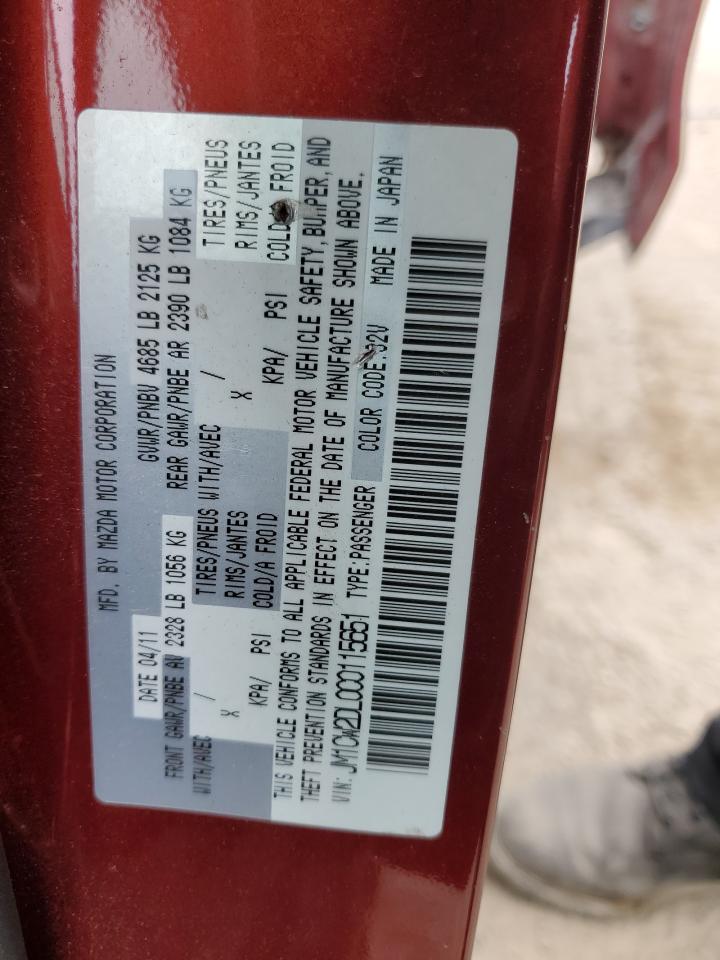 MFD. BY MAZDA MOTOR CORPORATION
DATE 04/11 GVWR/PNBV 4685 LB 2125 KG
FRONT GAWR/PNBE AV 2328 LB 1056 KG REAR GAWR/PNBE AR 2390 LB 1084 KG
WITH/AVEC / TIRES/PNEUS WITH/AVEC / TIRES/PNEUS
X RIMS/JANTES X RIMS/JANTES
KPA/ PSI COLD/A FROID KPA/ PSI COLD/A FROID
THIS VEHICLE CONFORMS TO ALL APPLICABLE FEDERAL MOTOR VEHICLE SAFETY, BUMPER, AND
THEFT PREVENTION STANDARDS IN EFFECT ON THE DATE OF MANUFACTURE SHOWN ABOVE.
VIN: JM1CW2DL0C0115651 TYPE:PASSENGER COLOR CODE:32V MADE IN JAPAN